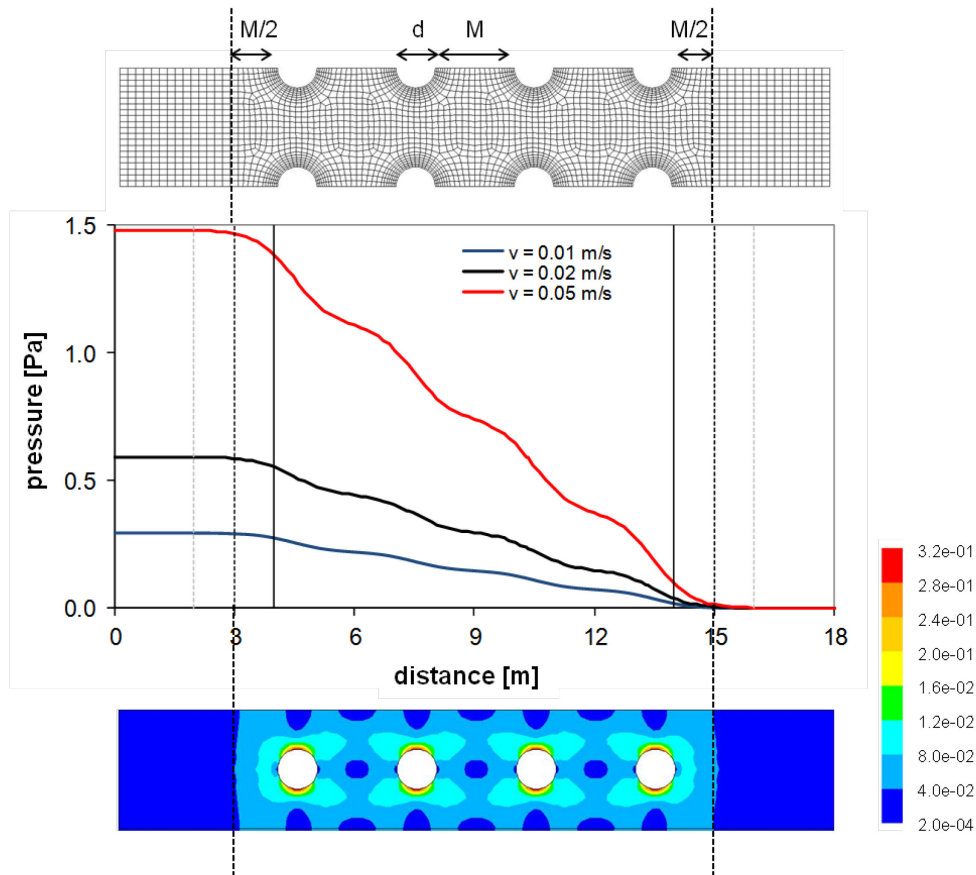 M/2 d M M/2
1.5
1.0
0.5
0.0
pressure [Pa]
v = 0.01 m/s
v = 0.02 m/s
v = 0.05 m/s
0 3 6 9 12 15 18
distance [m]
3.2e-01
2.8e-01
2.4e-01
2.0e-01
1.6e-02
1.2e-02
8.0e-02
4.0e-02
2.0e-04